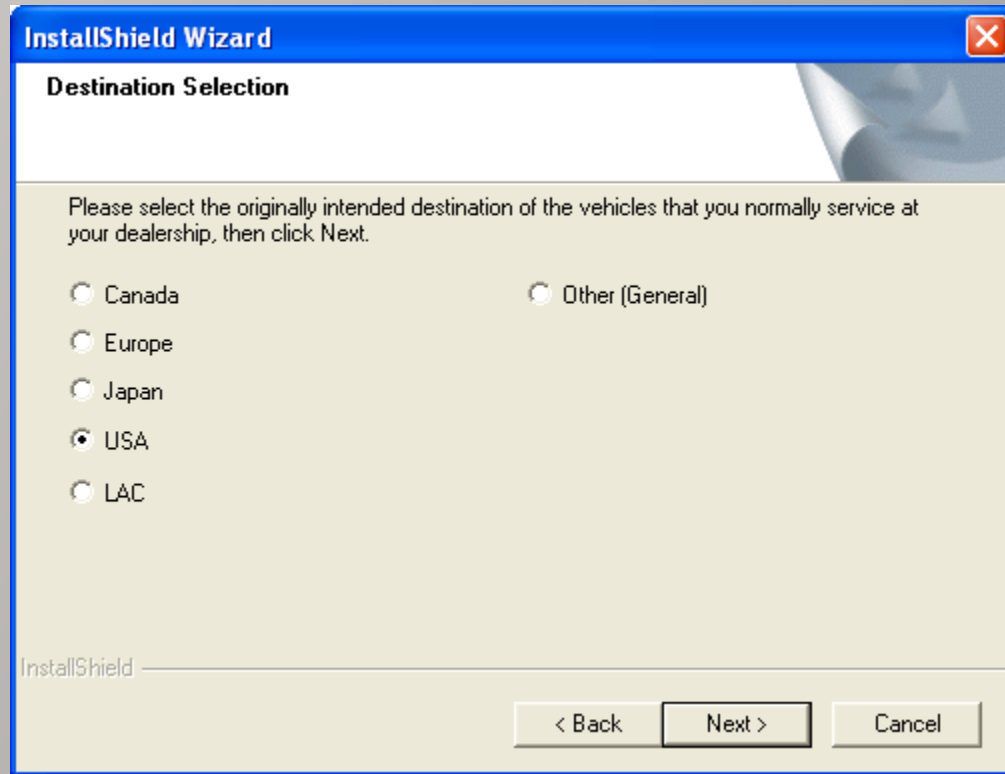 InstallShield Wizard
Destination Selection
Please select the originally intended destination of the vehicles that you normally service at
your dealership, then click Next.
Canada
Other (General)
Europe
Japan
USA
LAC
InstallShield
< Back
Next >
Cancel